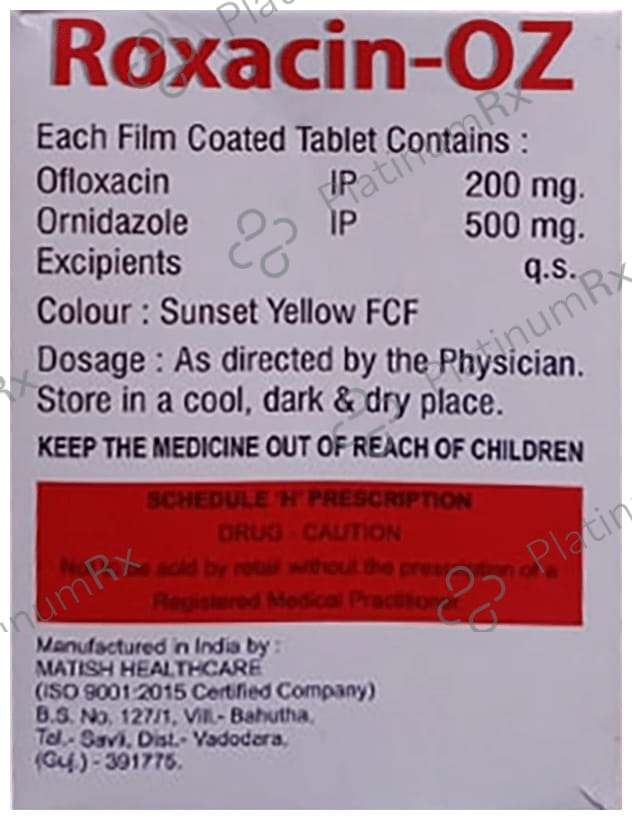 Roxacin-OZ
Each Film Coated Tablet Contains :
Ofloxacin IP 200 mg.
Ornidazole IP 500 mg.
Excipients q.s.
Colour : Sunset Yellow FCF
Dosage : As directed by the Physician.
Store in a cool, dark & dry place.
KEEP THE MEDICINE OUT OF REACH OF CHILDREN
SCHEDULE 'H' PRESCRIPTION
DRUG - CAUTION
Not to be sold by retail without the prescription of a
Registered Medical Practitioner.
Manufactured in India by :
MATISH HEALTHCARE
(ISO 9001:2015 Certified Company)
B.S. No. 127/1, Vill.- Bahutha,
Tal.- Savli, Dist.- Vadodara,
(Guj.) - 391775.
PlatinumRx
PlatinumRx
PlatinumRx